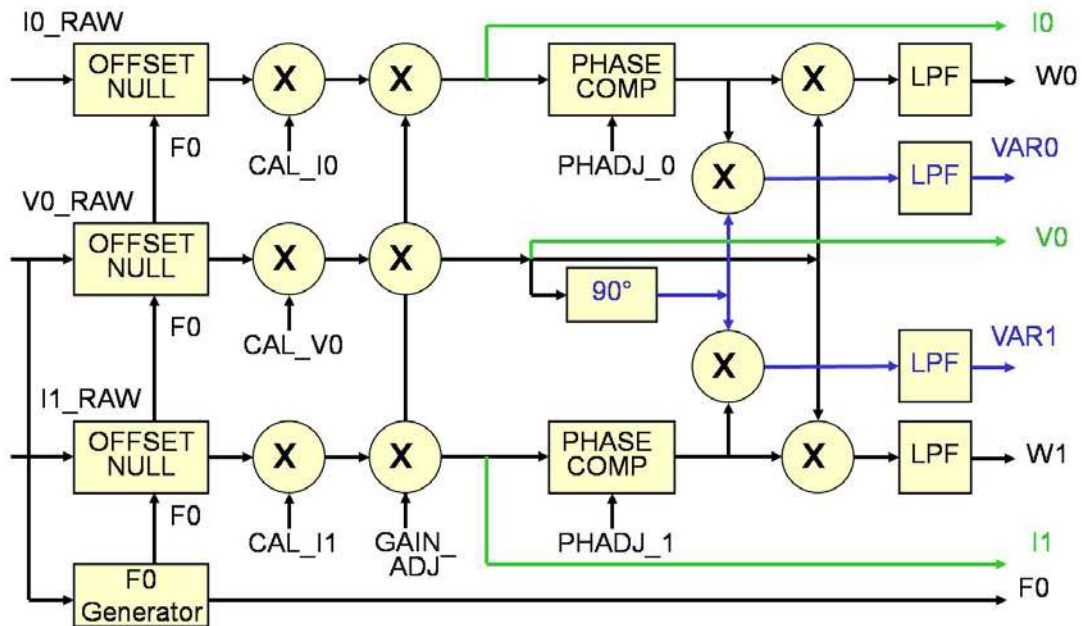 I0_RAW
OFFSET
NULL
X
X
PHASE
COMP
X
LPF
I0
W0
F0
CAL_I0
PHADJ_0
X
LPF
VAR0
V0_RAW
OFFSET
NULL
X
X
V0
90°
F0
CAL_V0
X
LPF
VAR1
I1_RAW
OFFSET
NULL
X
X
PHASE
COMP
X
LPF
W1
F0
CAL_I1
GAIN_
ADJ
PHADJ_1
I1
F0
Generator
F0